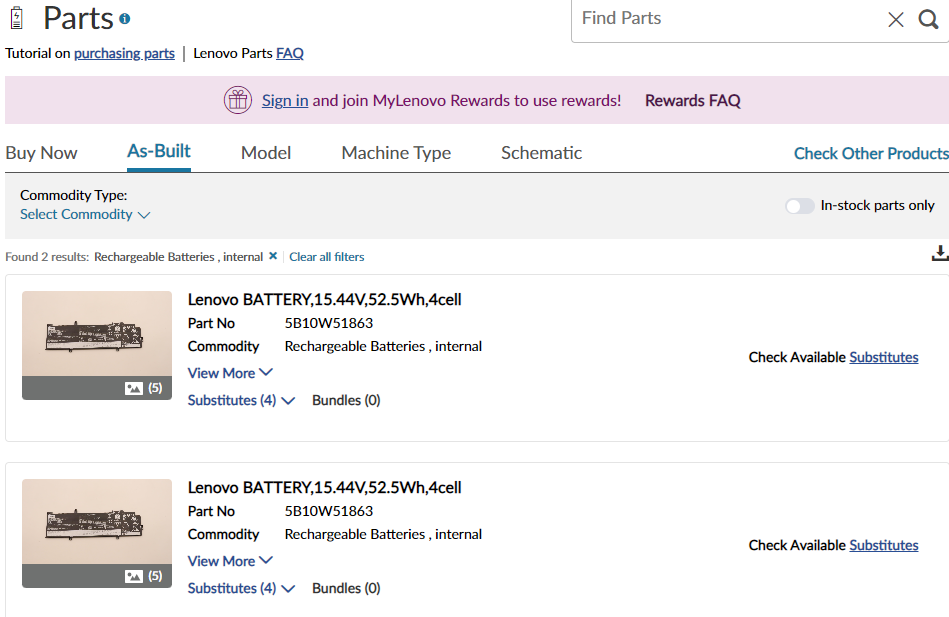 Parts
Find Parts
Tutorial on purchasing parts | Lenovo Parts FAQ
Sign in and join MyLenovo Rewards to use rewards! Rewards FAQ
Buy Now As-Built Model Machine Type Schematic Check Other Products
Commodity Type:
Select Commodity
In-stock parts only
Found 2 results: Rechargeable Batteries , internal × | Clear all filters
Lenovo BATTERY,15.44V,52.5Wh,4cell
Part No 5B10W51863
Commodity Rechargeable Batteries , internal
Check Available Substitutes
View More
(5)
Substitutes (4) Bundles (0)
Lenovo BATTERY,15.44V,52.5Wh,4cell
Part No 5B10W51863
Commodity Rechargeable Batteries , internal
Check Available Substitutes
View More
(5)
Substitutes (4) Bundles (0)